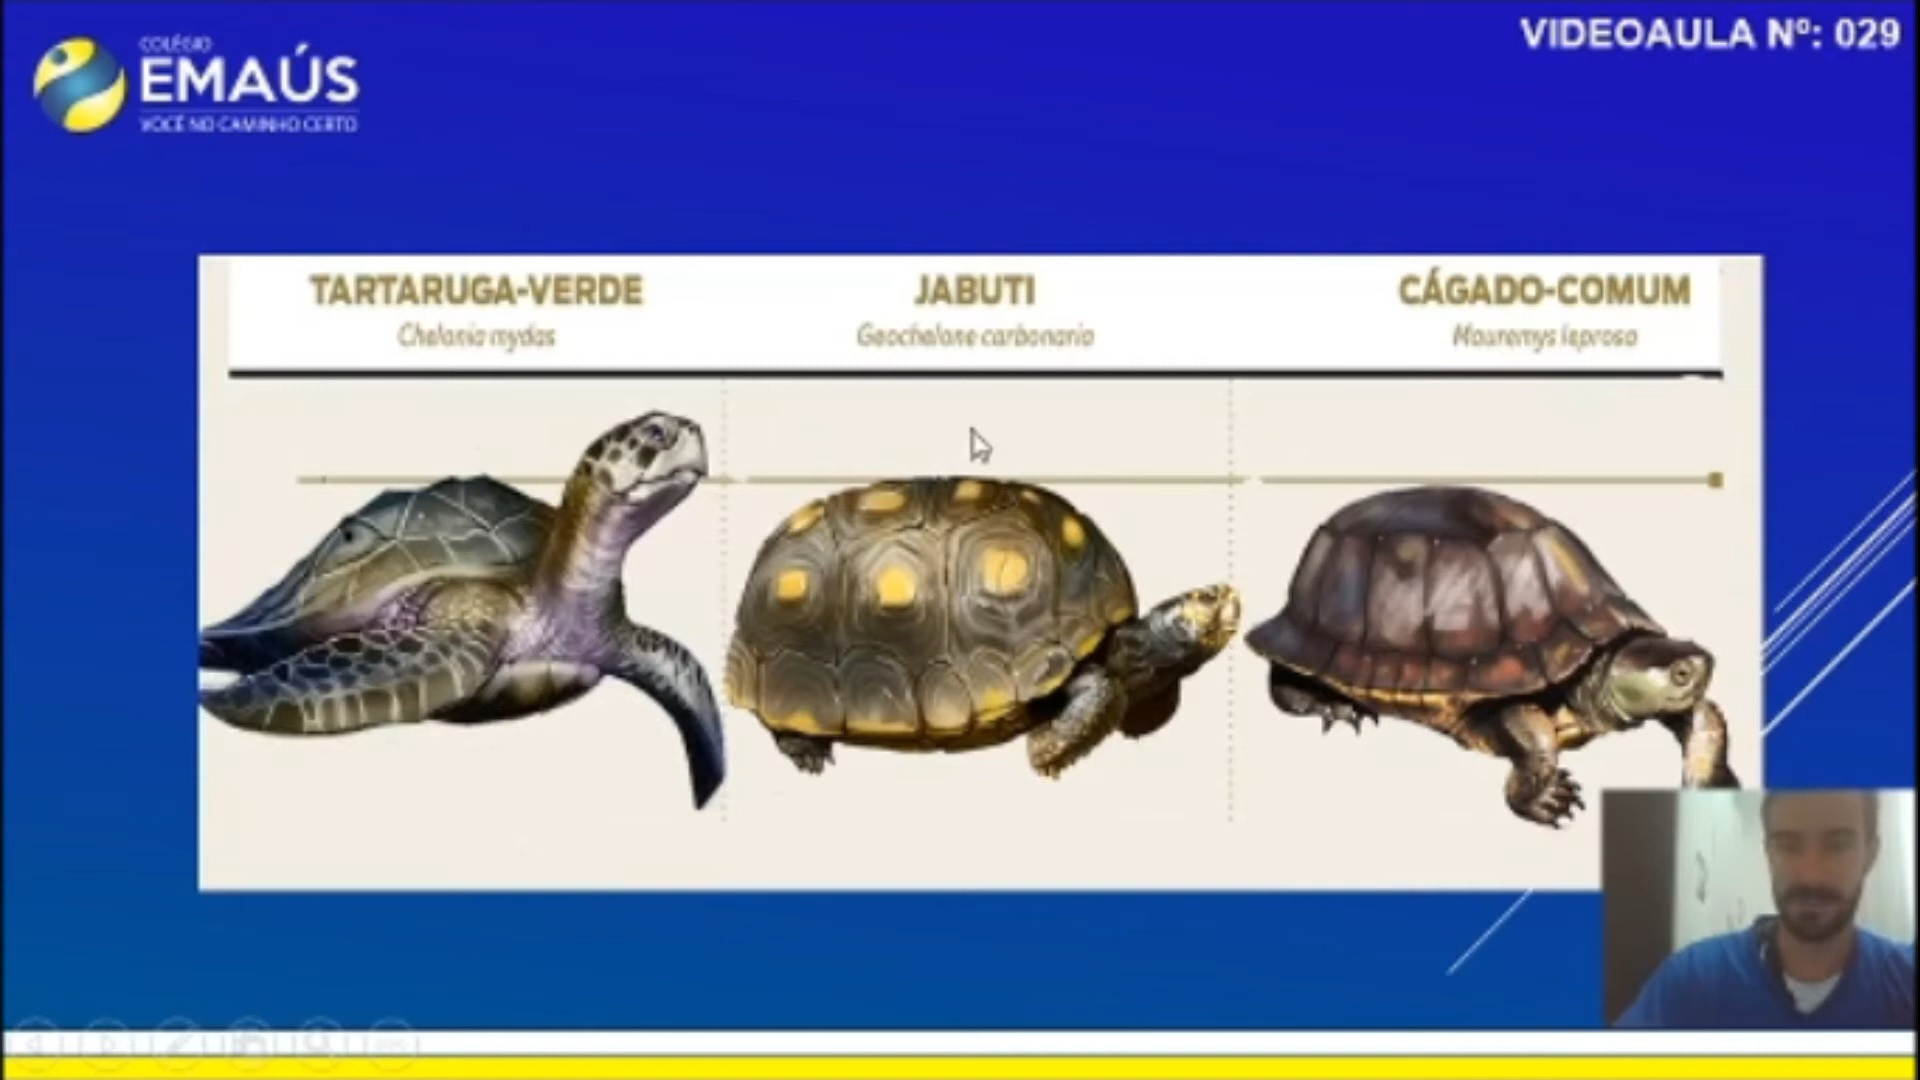 COLÉGIO
EMAÚS
VOCÊ NO CAMINHO CERTO
VIDEOAULA Nº: 029
TARTARUGA-VERDE
Chelonia mydas
JABUTI
Geochelone carbonaria
CÁGADO-COMUM
Mauremys leprosa